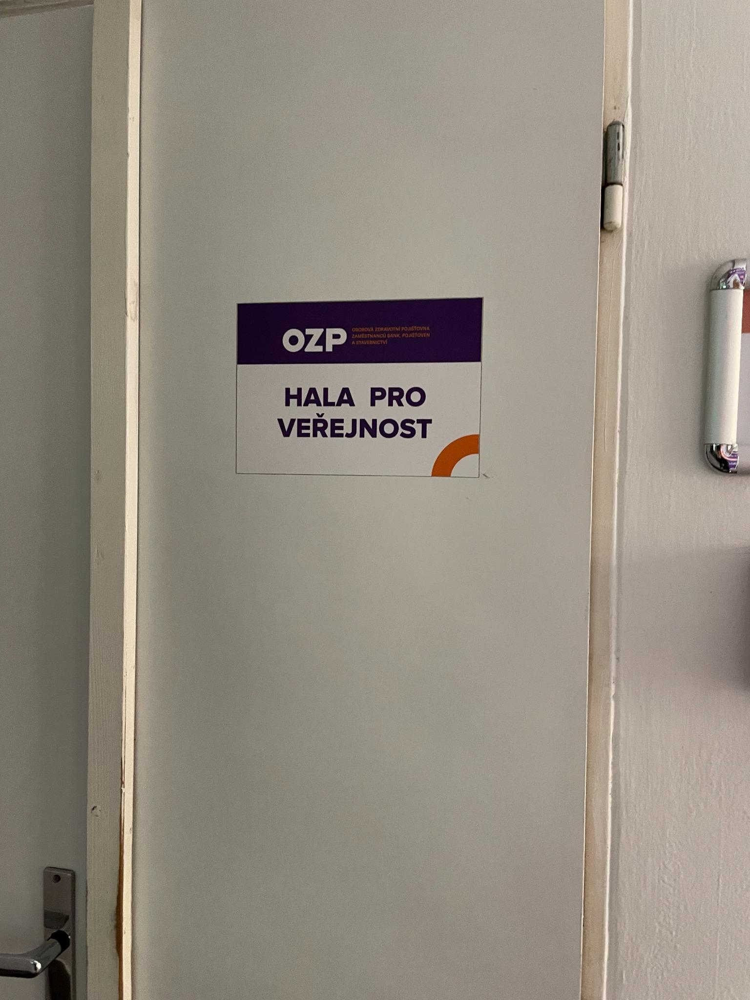 OZP
OBOROVÁ ZDRAVOTNÍ POJIŠŤOVNA
ZAMĚSTNANCŮ BANK, POJIŠŤOVEN
A STAVEBNICTVÍ
HALA PRO
VEŘEJNOST